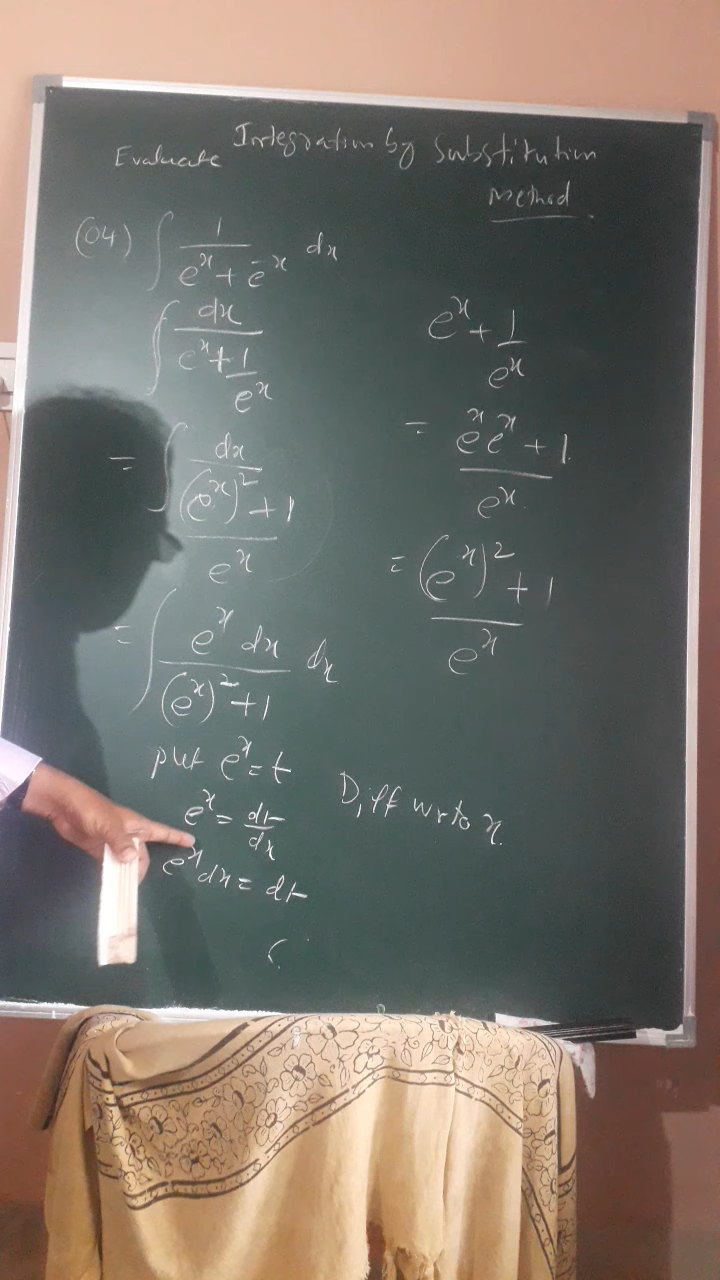 Integration by Substitution
Evaluate
Method.
(04) ∫ 1/(e^x + e^-x) dx
∫ dx/(e^x + 1/e^x)
= ∫ dx/(((e^x)^2 + 1)/e^x)
= ∫ e^x dx/((e^x)^2 + 1) dx
put e^x = t
Diff wr to x.
e^x = dt/dx
e^x dx = dt
(
e^x + 1/e^x
= (e^x e^x + 1)/e^x
= ((e^x)^2 + 1)/e^x